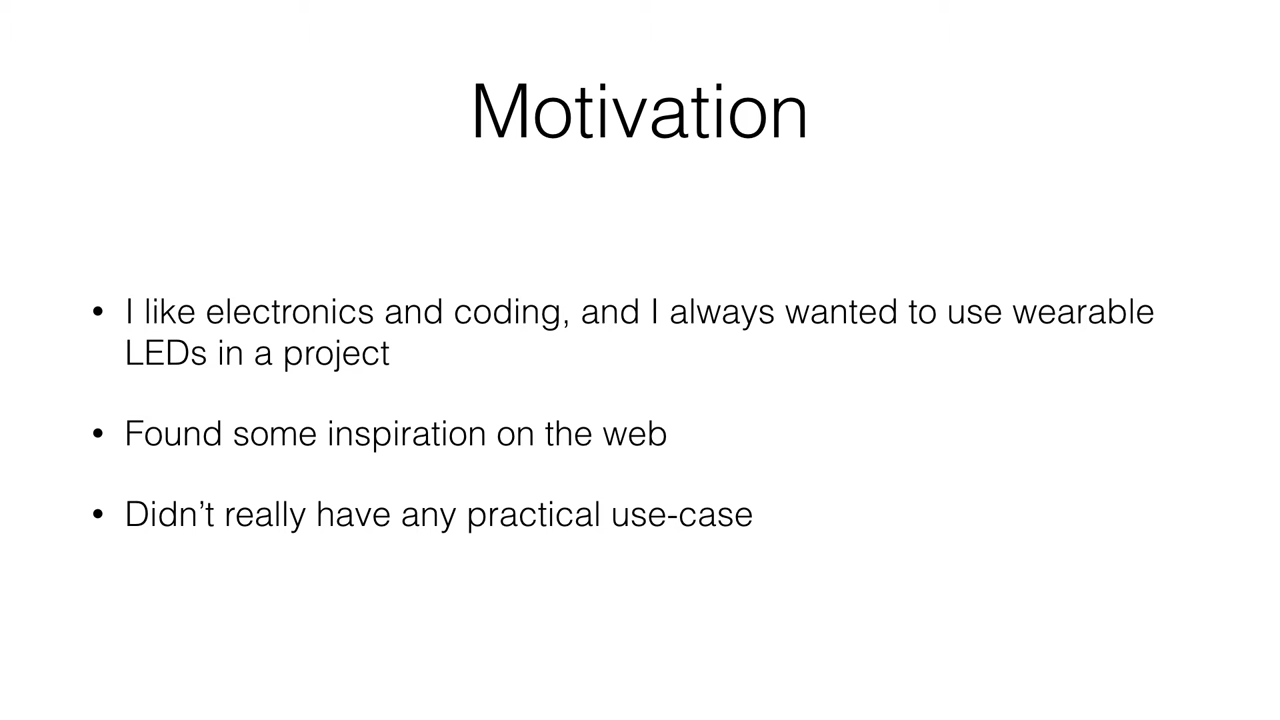 Motivation
• I like electronics and coding, and I always wanted to use wearable
LEDs in a project
• Found some inspiration on the web
• Didn’t really have any practical use-case